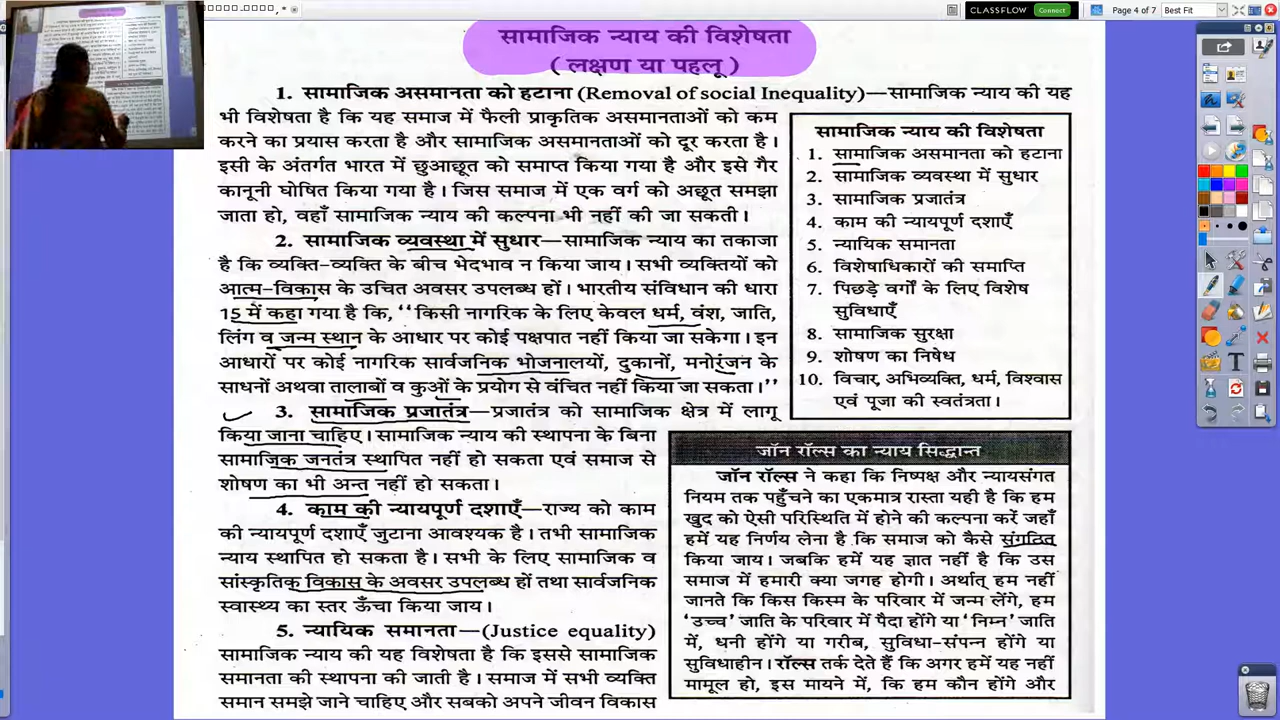 CLASSFLOW
Connect
Page 4 of 7
Best Fit
सामाजिक न्याय की विशेषता
( लक्षण या पहलू )
1. सामाजिक असमानता को हटाना (Removal of social inequality)—सामाजिक न्याय की यह
भी विशेषता है कि यह समाज में फैली प्राकृतिक असमानताओं को कम
करने का प्रयास करता है और सामाजिक असमानताओं को दूर करता है।
इसी के अंतर्गत भारत में छुआछूत को समाप्त किया गया है और इसे गैर
कानूनी घोषित किया गया है। जिस समाज में एक वर्ग को अछूत समझा
जाता हो, वहाँ सामाजिक न्याय की कल्पना भी नहीं की जा सकती।
2. सामाजिक व्यवस्था में सुधार—सामाजिक न्याय का तकाजा
है कि व्यक्ति-व्यक्ति के बीच भेदभाव न किया जाय। सभी व्यक्तियों को
आत्म-विकास के उचित अवसर उपलब्ध हों। भारतीय संविधान की धारा
15 में कहा गया है कि, ‘‘किसी नागरिक के लिए केवल धर्म, वंश, जाति,
लिंग व जन्म स्थान के आधार पर कोई पक्षपात नहीं किया जा सकेगा। इन
आधारों पर कोई नागरिक सार्वजनिक भोजनालयों, दुकानों, मनोरंजन के
साधनों अथवा तालाबों व कुओं के प्रयोग से वंचित नहीं किया जा सकता।’’
3. सामाजिक प्रजातंत्र—प्रजातंत्र को सामाजिक क्षेत्र में लागू
किया जाना चाहिए। सामाजिक न्याय की स्थापना के बिना
सामाजिक जनतंत्र स्थापित नहीं हो सकता एवं समाज से
शोषण का भी अन्त नहीं हो सकता।
4. काम की न्यायपूर्ण दशाएँ—राज्य को काम
की न्यायपूर्ण दशाएँ जुटाना आवश्यक है। तभी सामाजिक
न्याय स्थापित हो सकता है। सभी के लिए सामाजिक व
सांस्कृतिक विकास के अवसर उपलब्ध हों तथा सार्वजनिक
स्वास्थ्य का स्तर ऊँचा किया जाय।
5. न्यायिक समानता—(Justice equality)
सामाजिक न्याय की यह विशेषता है कि इससे सामाजिक
समानता की स्थापना की जाती है। समाज में सभी व्यक्ति
समान समझे जाने चाहिए और सबको अपने जीवन विकास
सामाजिक न्याय की विशेषता
1. सामाजिक असमानता को हटाना
2. सामाजिक व्यवस्था में सुधार
3. सामाजिक प्रजातंत्र
4. काम की न्यायपूर्ण दशाएँ
5. न्यायिक समानता
6. विशेषाधिकारों की समाप्ति
7. पिछड़े वर्गों के लिए विशेष
सुविधाएँ
8. सामाजिक सुरक्षा
9. शोषण का निषेध
10. विचार, अभिव्यक्ति, धर्म, विश्वास
एवं पूजा की स्वतंत्रता।
जॉन रॉल्स का न्याय सिद्धान्त
जॉन रॉल्स ने कहा कि निष्पक्ष और न्यायसंगत
नियम तक पहुँचने का एकमात्र रास्ता यही है कि हम
खुद को ऐसी परिस्थिति में होने की कल्पना करें जहाँ
हमें यह निर्णय लेना है कि समाज को कैसे संगठित
किया जाय। जबकि हमें यह ज्ञात नहीं है कि उस
समाज में हमारी क्या जगह होगी। अर्थात् हम नहीं
जानते कि किस किस्म के परिवार में जन्म लेंगे, हम
‘उच्च’ जाति के परिवार में पैदा होंगे या ‘निम्न’ जाति
में, धनी होंगे या गरीब, सुविधा-संपन्न होंगे या
सुविधाहीन। रॉल्स तर्क देते हैं कि अगर हमें यह नहीं
मामूल हो, इस मायने में, कि हम कौन होंगे और